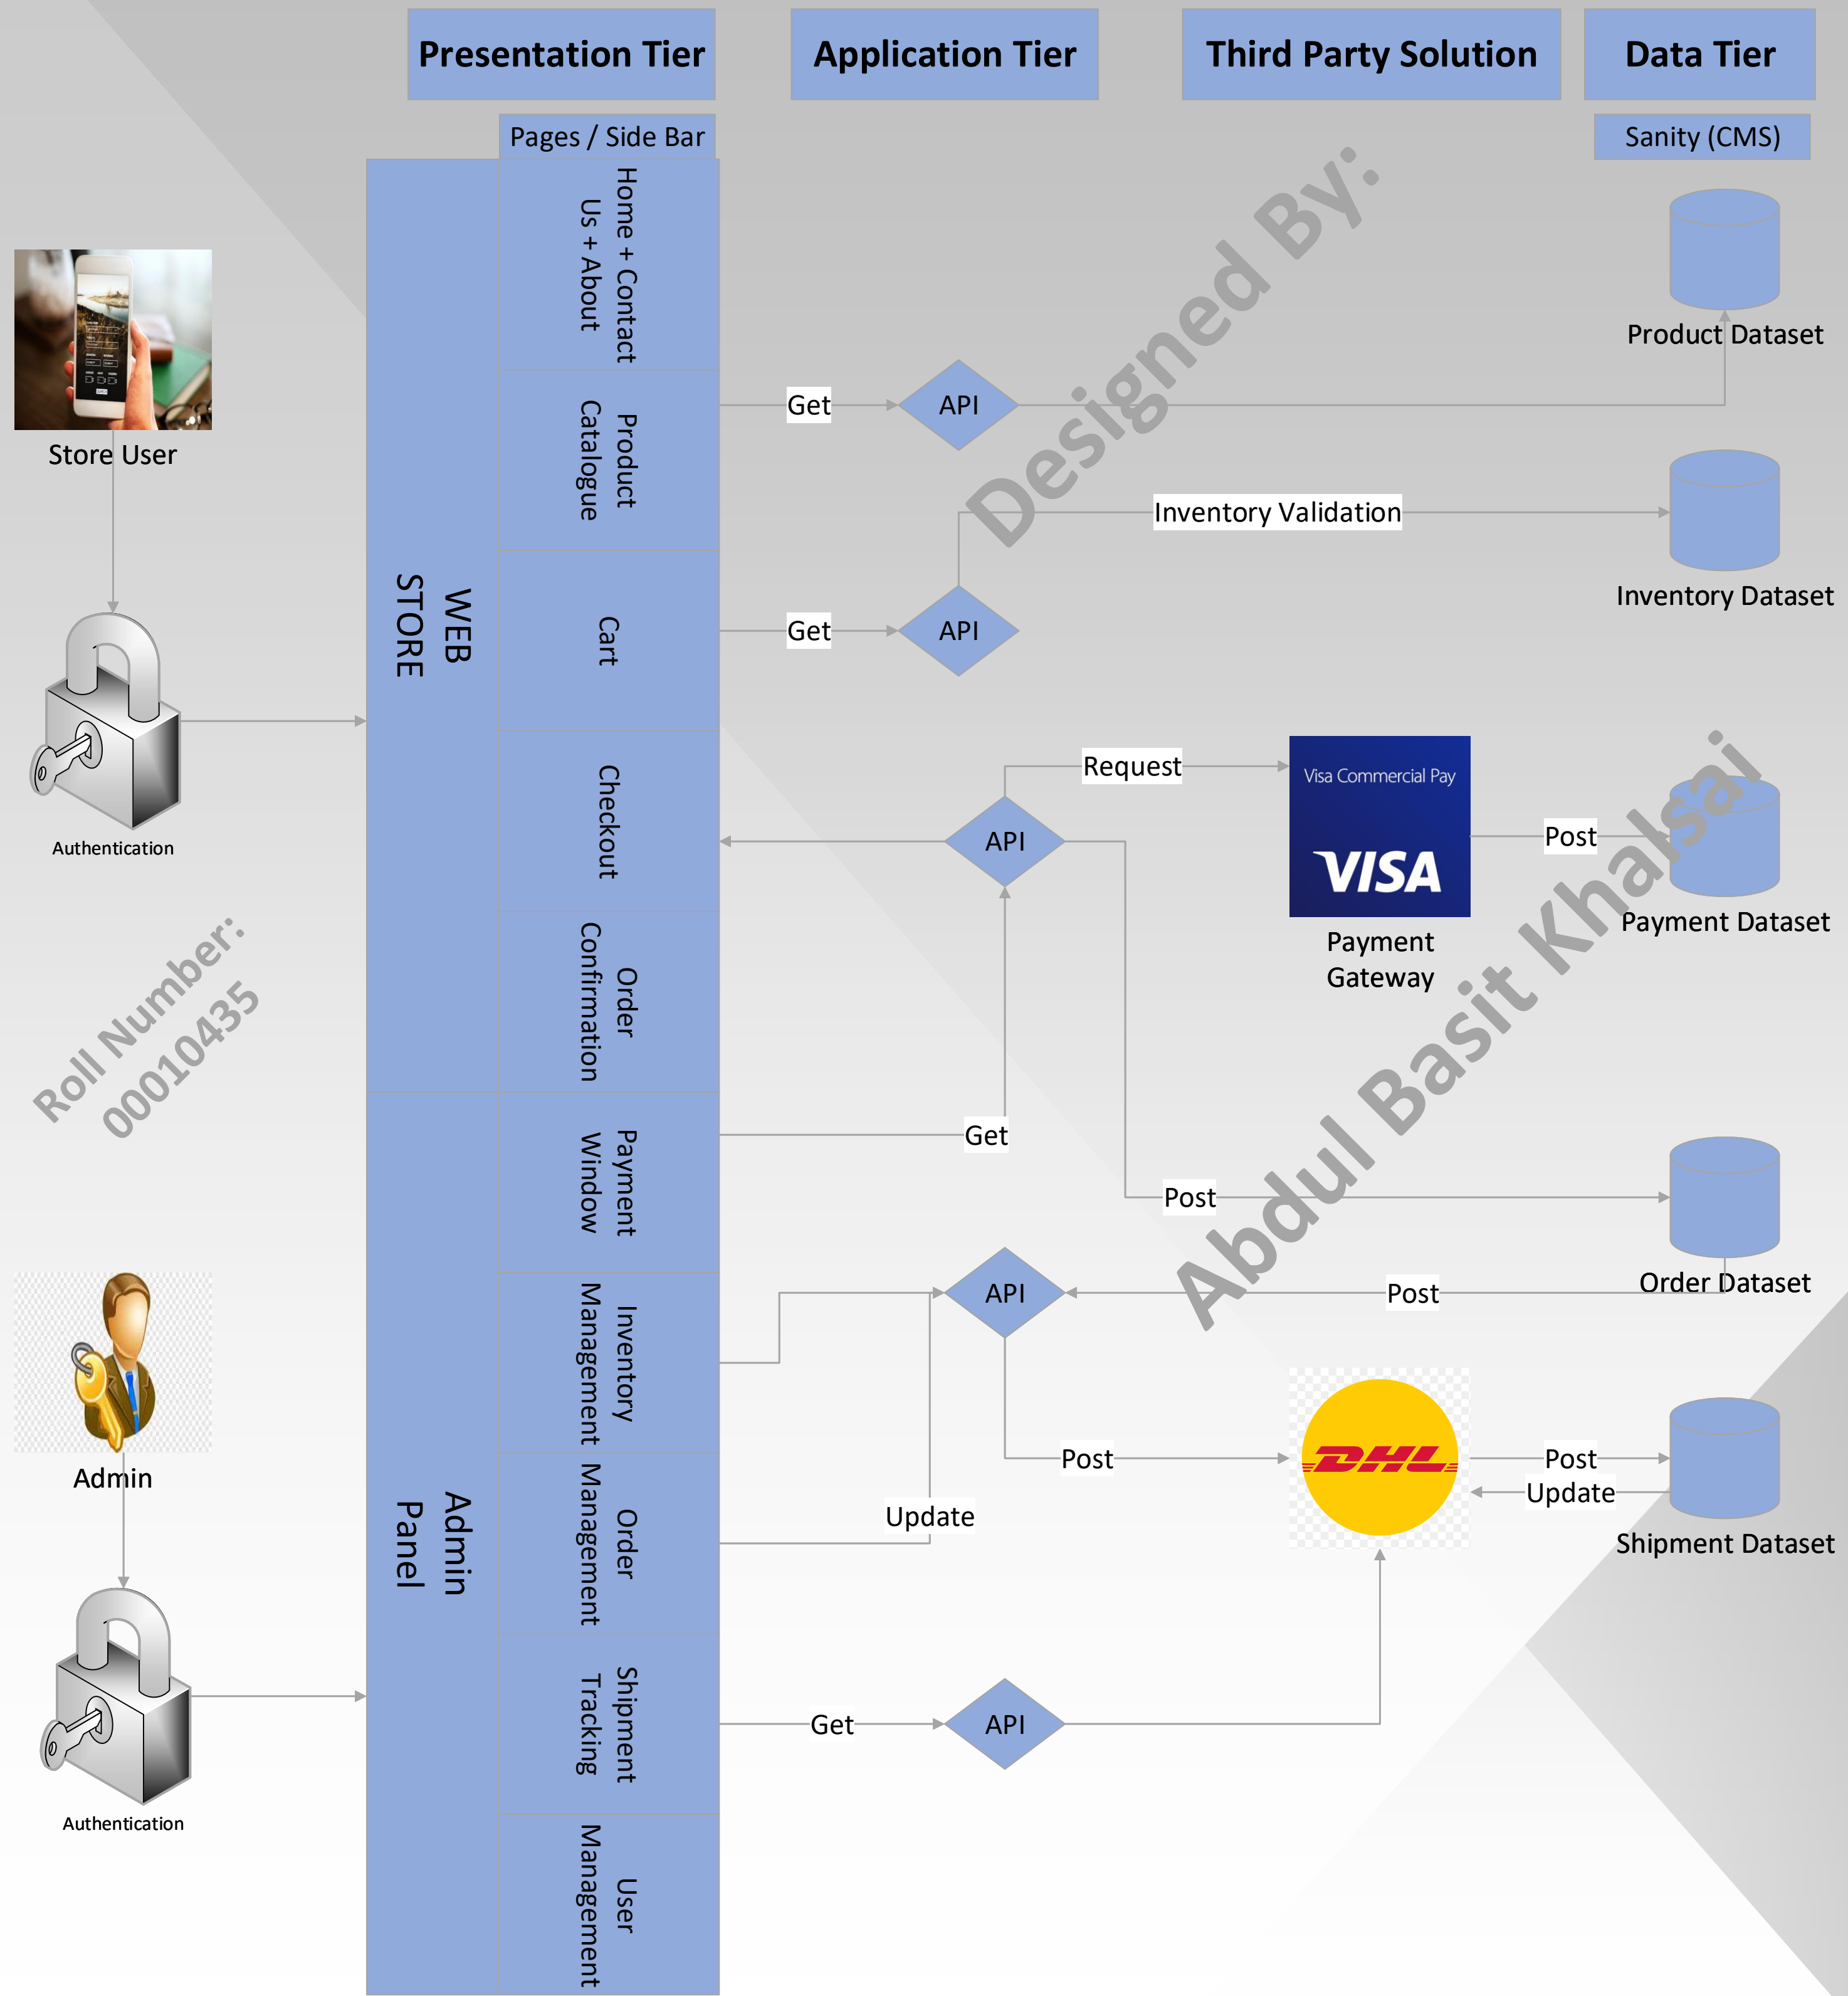 Presentation Tier
Application Tier
Third Party Solution
Data Tier
Pages / Side Bar
Sanity (CMS)
Home + Contact
Us + About
Product
Catalogue
Cart
Checkout
Order
Confirmation
Payment
Window
Inventory
Management
Order
Management
Shipment
Tracking
User
Management
WEB
STORE
Admin
Panel
Store User
Authentication
Roll Number:
00010435
Admin
Authentication
Get
API
Product Dataset
Designed By:
Inventory Validation
Inventory Dataset
Get
API
Request
Visa Commercial Pay
VISA
Payment
Gateway
Post
Payment Dataset
API
Abdul Basit Khalsai
Get
Post
Order Dataset
API
Post
Post
DHL
Post
Update
Shipment Dataset
Update
Get
API